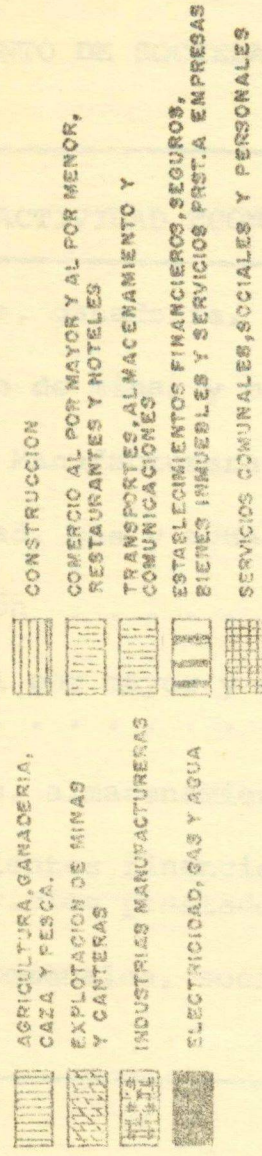 AGRICULTURA, GANADERIA,
CAZA Y PESCA.
EXPLOTACION DE MINAS
Y CANTERAS
INDUSTRIAS MANUFACTURERAS
ELECTRICIDAD, GAS Y AGUA
CONSTRUCCION
COMERCIO AL POR MAYOR Y AL POR MENOR,
RESTAURANTES Y HOTELES
TRANSPORTES, ALMACENAMIENTO Y
COMUNICACIONES
ESTABLECIMIENTOS FINANCIEROS, SEGUROS,
BIENES INMUEBLES Y SERVICIOS PRST. A EMPRESAS
SERVICIOS COMUNALES, SOCIALES Y PERSONALES